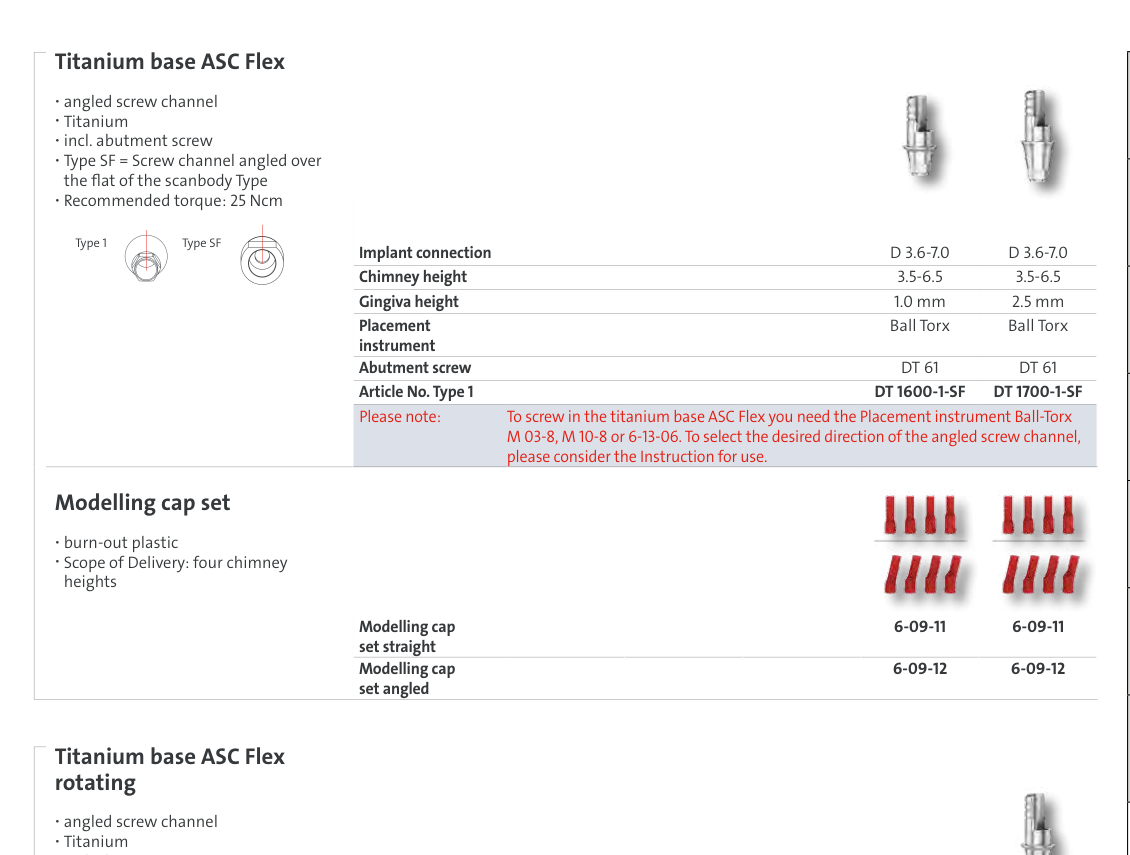 Titanium base ASC Flex
· angled screw channel
· Titanium
· incl. abutment screw
· Type SF = Screw channel angled over
the flat of the scanbody Type
· Recommended torque: 25 Ncm
Type 1 Type SF
Implant connection D 3.6-7.0 D 3.6-7.0
Chimney height 3.5-6.5 3.5-6.5
Gingiva height 1.0 mm 2.5 mm
Placement Ball Torx Ball Torx
instrument
Abutment screw DT 61 DT 61
Article No. Type 1 DT 1600-1-SF DT 1700-1-SF
Please note: To screw in the titanium base ASC Flex you need the Placement instrument Ball-Torx
M 03-8, M 10-8 or 6-13-06. To select the desired direction of the angled screw channel,
please consider the Instruction for use.
Modelling cap set
· burn-out plastic
· Scope of Delivery: four chimney
heights
Modelling cap 6-09-11 6-09-11
set straight
Modelling cap 6-09-12 6-09-12
set angled
Titanium base ASC Flex
rotating
· angled screw channel
· Titanium